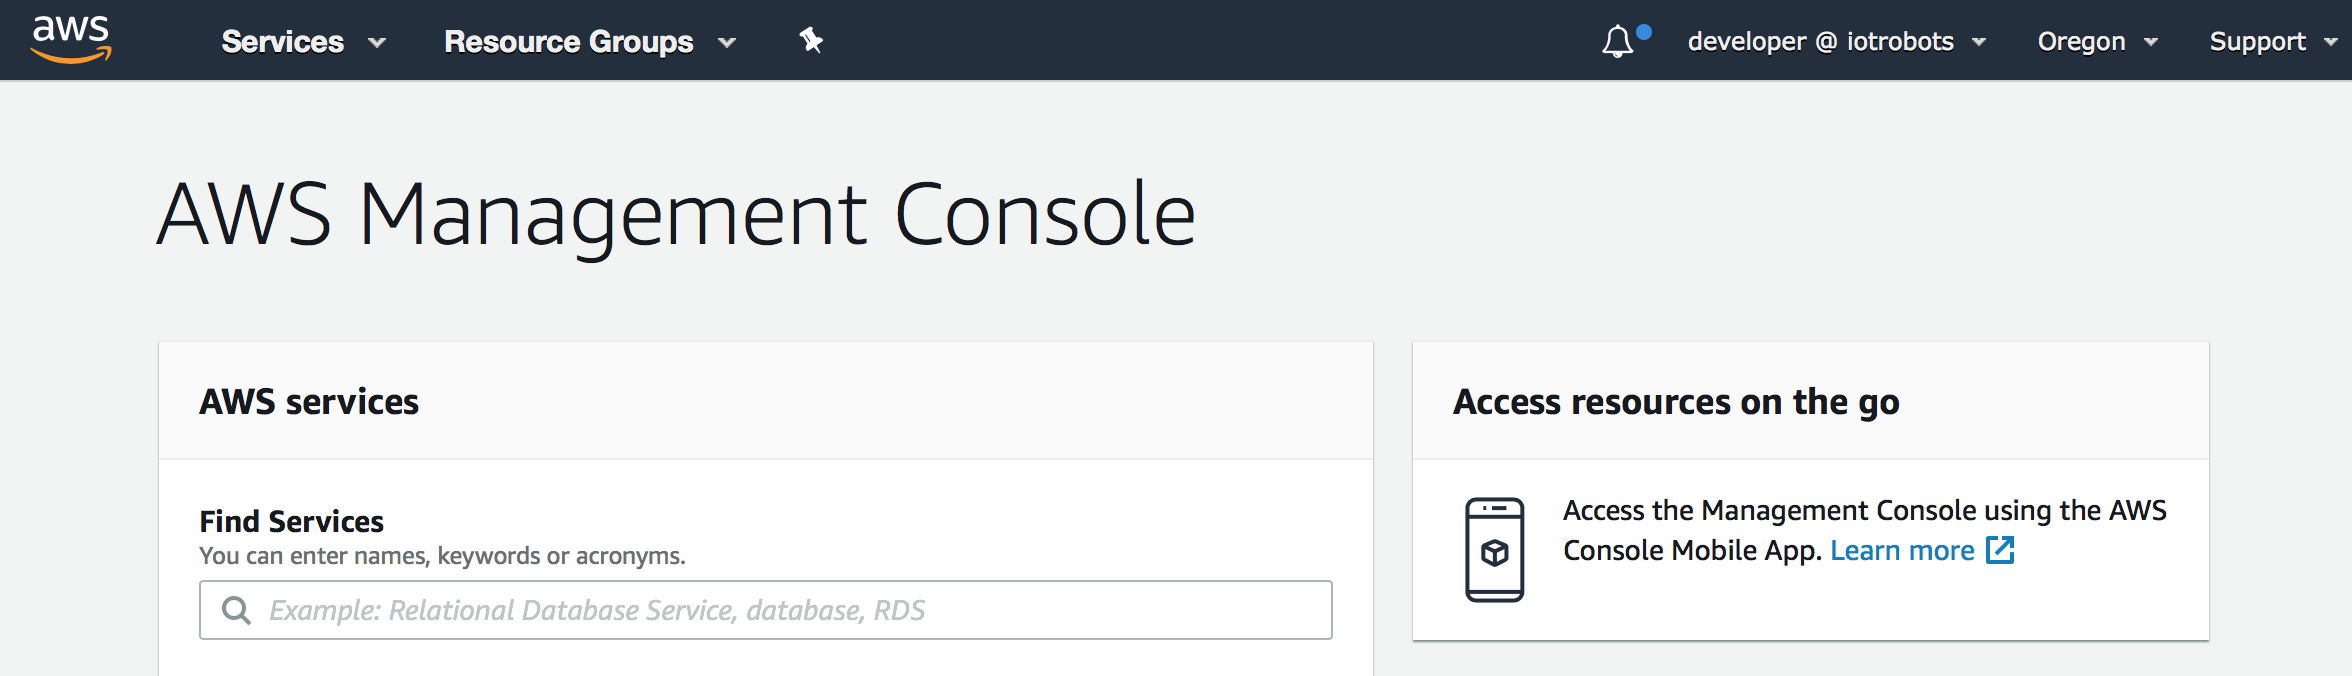 aws Services Resource Groups developer @ iotrobots Oregon Support
AWS Management Console
AWS services
Find Services
You can enter names, keywords or acronyms.
Example: Relational Database Service, database, RDS
Access resources on the go
Access the Management Console using the AWS
Console Mobile App. Learn more